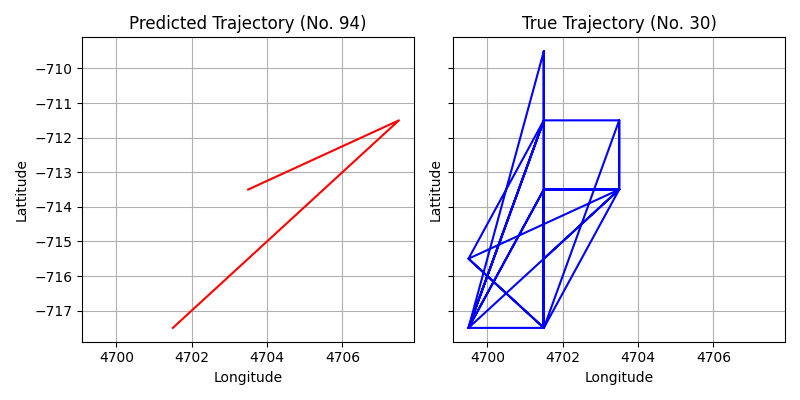 Predicted Trajectory (No. 94)
True Trajectory (No. 30)
Lattitude
−710
−711
−712
−713
−714
−715
−716
−717
4700
4702
4704
4706
Longitude
Lattitude
4700
4702
4704
4706
Longitude